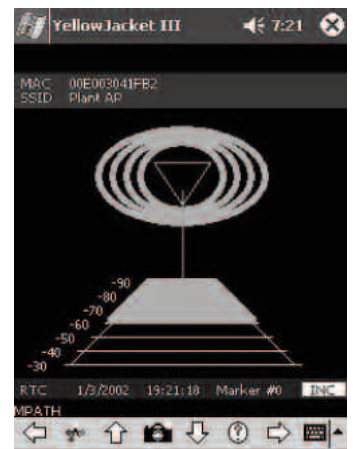 YellowJacket III 7:21
MAC 00E003041FB2
SSID Plant AP
-90
-80
-70
-60
-50
-40
-30
RTC 1/3/2002 19:21:18 Marker #0 INC
MPATH